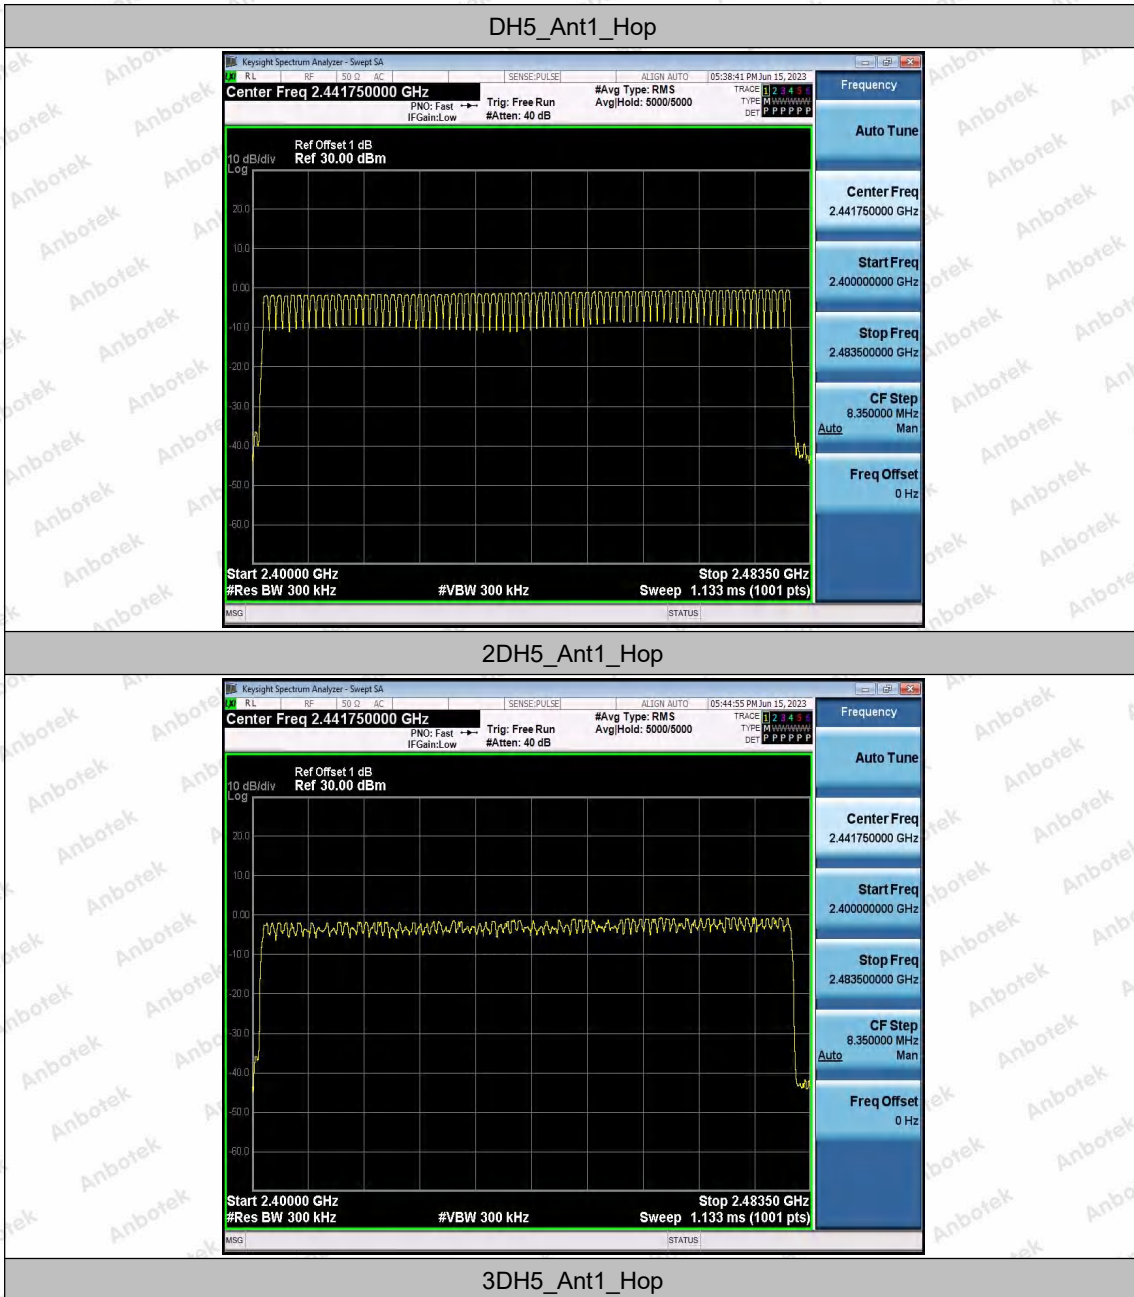 DH5_Ant1_Hop
Keysight Spectrum Analyzer - Swept SA
RL RF 50 Ω AC SENSE:PULSE ALIGN AUTO 05:38:41 PM Jun 15, 2023
Center Freq 2.441750000 GHz
PNO: Fast
IFGain:Low
Trig: Free Run
#Atten: 40 dB
#Avg Type: RMS
Avg|Hold: 5000/5000
TRACE 1 2 3 4 5 6
TYPE M WWWWW
DET P P P P P P
Ref Offset 1 dB
10 dB/div Ref 30.00 dBm
Log
20.0
10.0
0.00
-10.0
-20.0
-30.0
-40.0
-50.0
-60.0
Start 2.40000 GHz Stop 2.48350 GHz
#Res BW 300 kHz #VBW 300 kHz Sweep 1.133 ms (1001 pts)
MSG STATUS
Frequency
Auto Tune
Center Freq
2.441750000 GHz
Start Freq
2.400000000 GHz
Stop Freq
2.483500000 GHz
CF Step
8.350000 MHz
Auto Man
Freq Offset
0 Hz
2DH5_Ant1_Hop
Keysight Spectrum Analyzer - Swept SA
RL RF 50 Ω AC SENSE:PULSE ALIGN AUTO 05:44:55 PM Jun 15, 2023
Center Freq 2.441750000 GHz
PNO: Fast
IFGain:Low
Trig: Free Run
#Atten: 40 dB
#Avg Type: RMS
Avg|Hold: 5000/5000
TRACE 1 2 3 4 5 6
TYPE M WWWWW
DET P P P P P P
Ref Offset 1 dB
10 dB/div Ref 30.00 dBm
Log
20.0
10.0
0.00
-10.0
-20.0
-30.0
-40.0
-50.0
-60.0
Start 2.40000 GHz Stop 2.48350 GHz
#Res BW 300 kHz #VBW 300 kHz Sweep 1.133 ms (1001 pts)
MSG STATUS
Frequency
Auto Tune
Center Freq
2.441750000 GHz
Start Freq
2.400000000 GHz
Stop Freq
2.483500000 GHz
CF Step
8.350000 MHz
Auto Man
Freq Offset
0 Hz
3DH5_Ant1_Hop
Anbotek